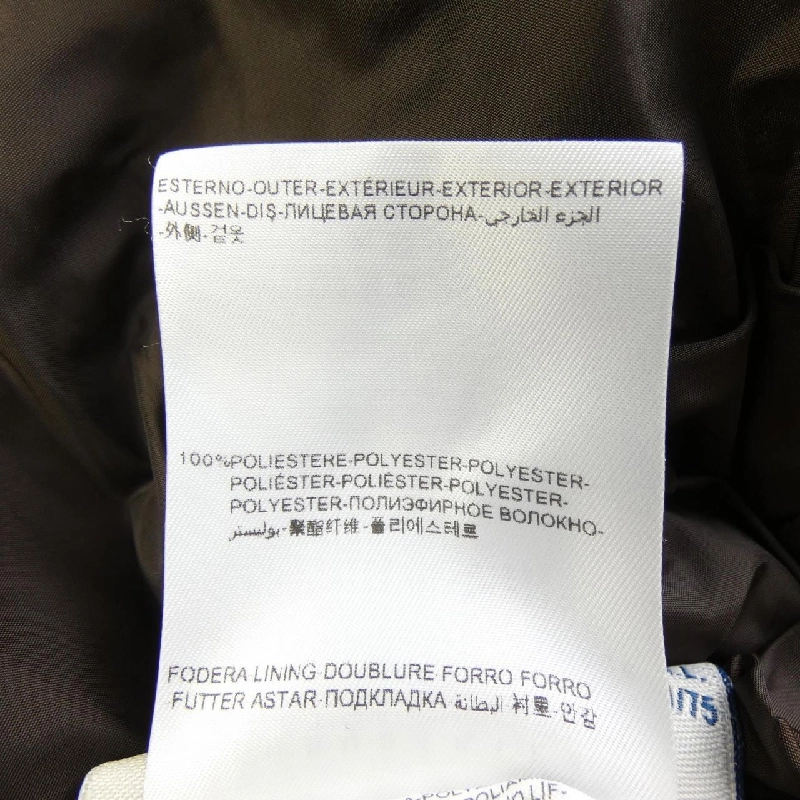 ESTERNO-OUTER-EXTÉRIEUR-EXTERIOR-EXTERIOR
-AUSSEN-DIŞ-ЛИЦЕВАЯ СТОРОНА-الجزء الخارجي
-外侧-겉옷
100%POLIESTERE-POLYESTER-POLYESTER-
POLIÉSTER-POLIÉSTER-POLYESTER-
POLYESTER-ПОЛИЭФИРНОЕ ВОЛОКНО-
بوليستر-聚酯纤维-폴리에스테르
FODERA LINING DOUBLURE FORRO FORRO
FUTTER ASTAR-ПОДКЛАДКА البطانة 衬里-안감
/175